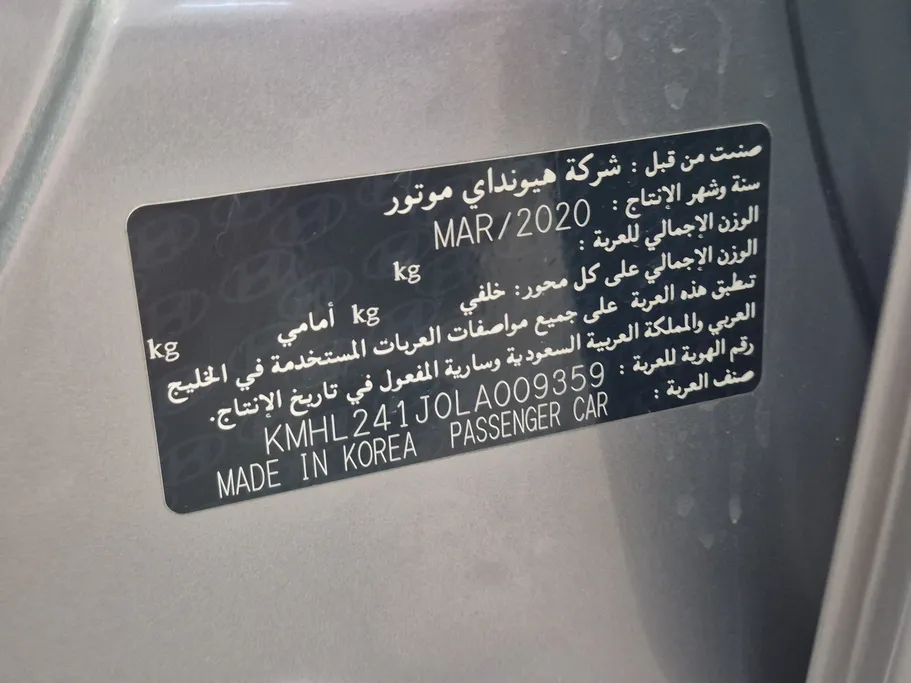 صنعت من قبل : شركة هيونداي موتور
سنة وشهر الإنتاج : MAR/2020
الوزن الإجمالي للعربة : kg
الوزن الإجمالي على كل محور : خلفي kg أمامي kg
تنطبق هذه العربة على جميع مواصفات العربات المستخدمة في الخليج
العربي والمملكة العربية السعودية وسارية المفعول في تاريخ الإنتاج.
رقم الهوية للعربة : KMHL241J0LA009359
صنف العربة : PASSENGER CAR MADE IN KOREA